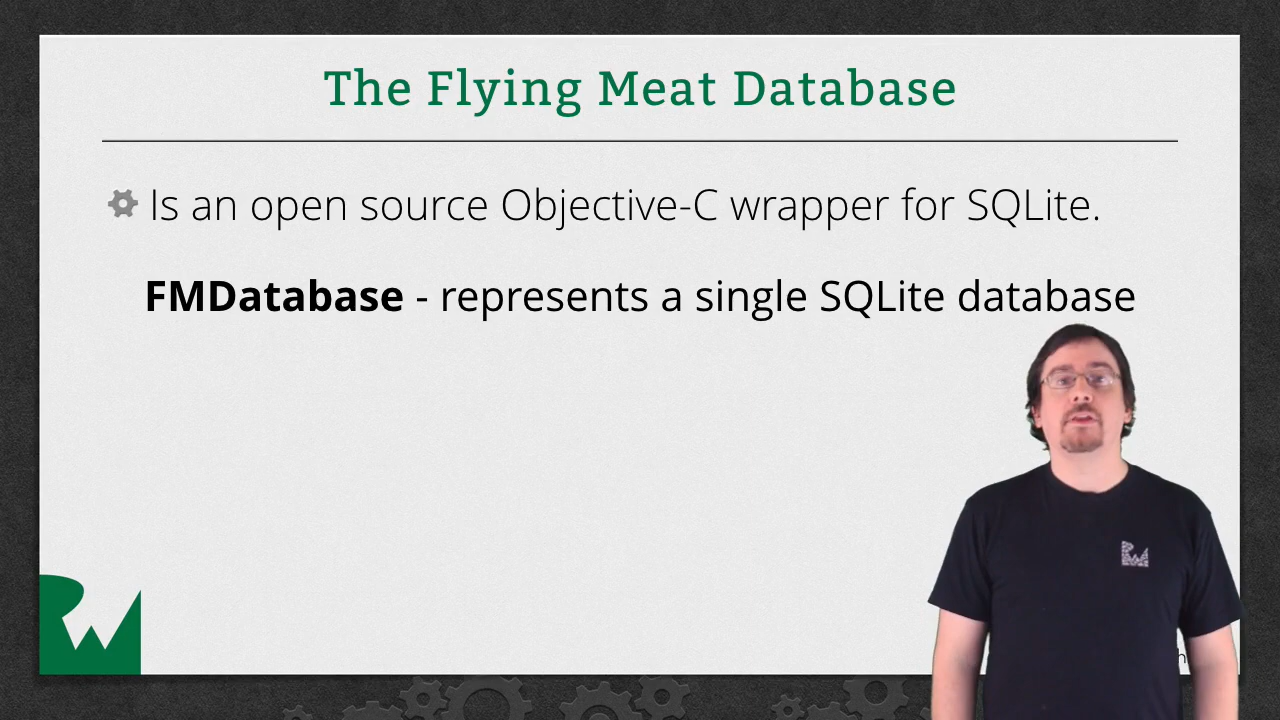 The Flying Meat Database
Is an open source Objective-C wrapper for SQLite.
FMDatabase - represents a single SQLite database